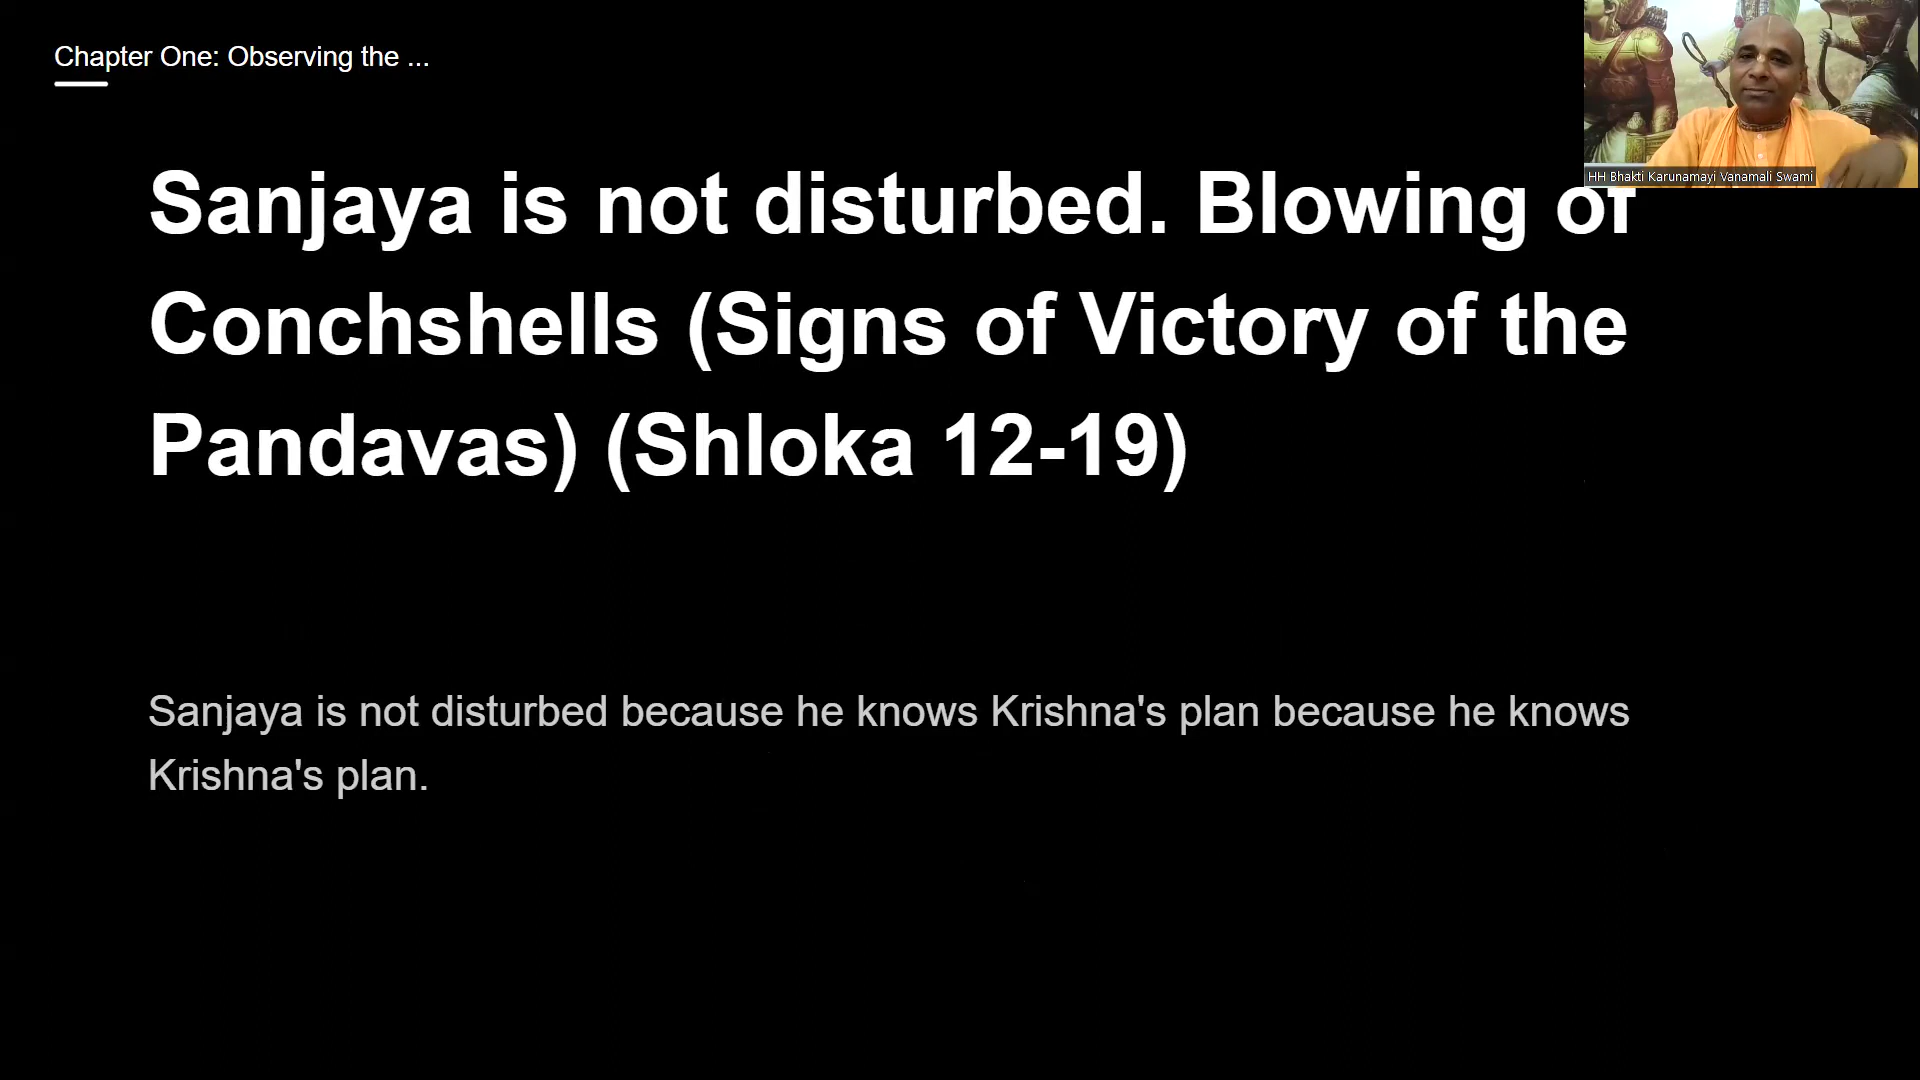 Chapter One: Observing the ...
HH Bhakti Karunamayi Vanamali Swami
Sanjaya is not disturbed. Blowing of
Conchshells (Signs of Victory of the
Pandavas) (Shloka 12-19)
Sanjaya is not disturbed because he knows Krishna's plan because he knows
Krishna's plan.